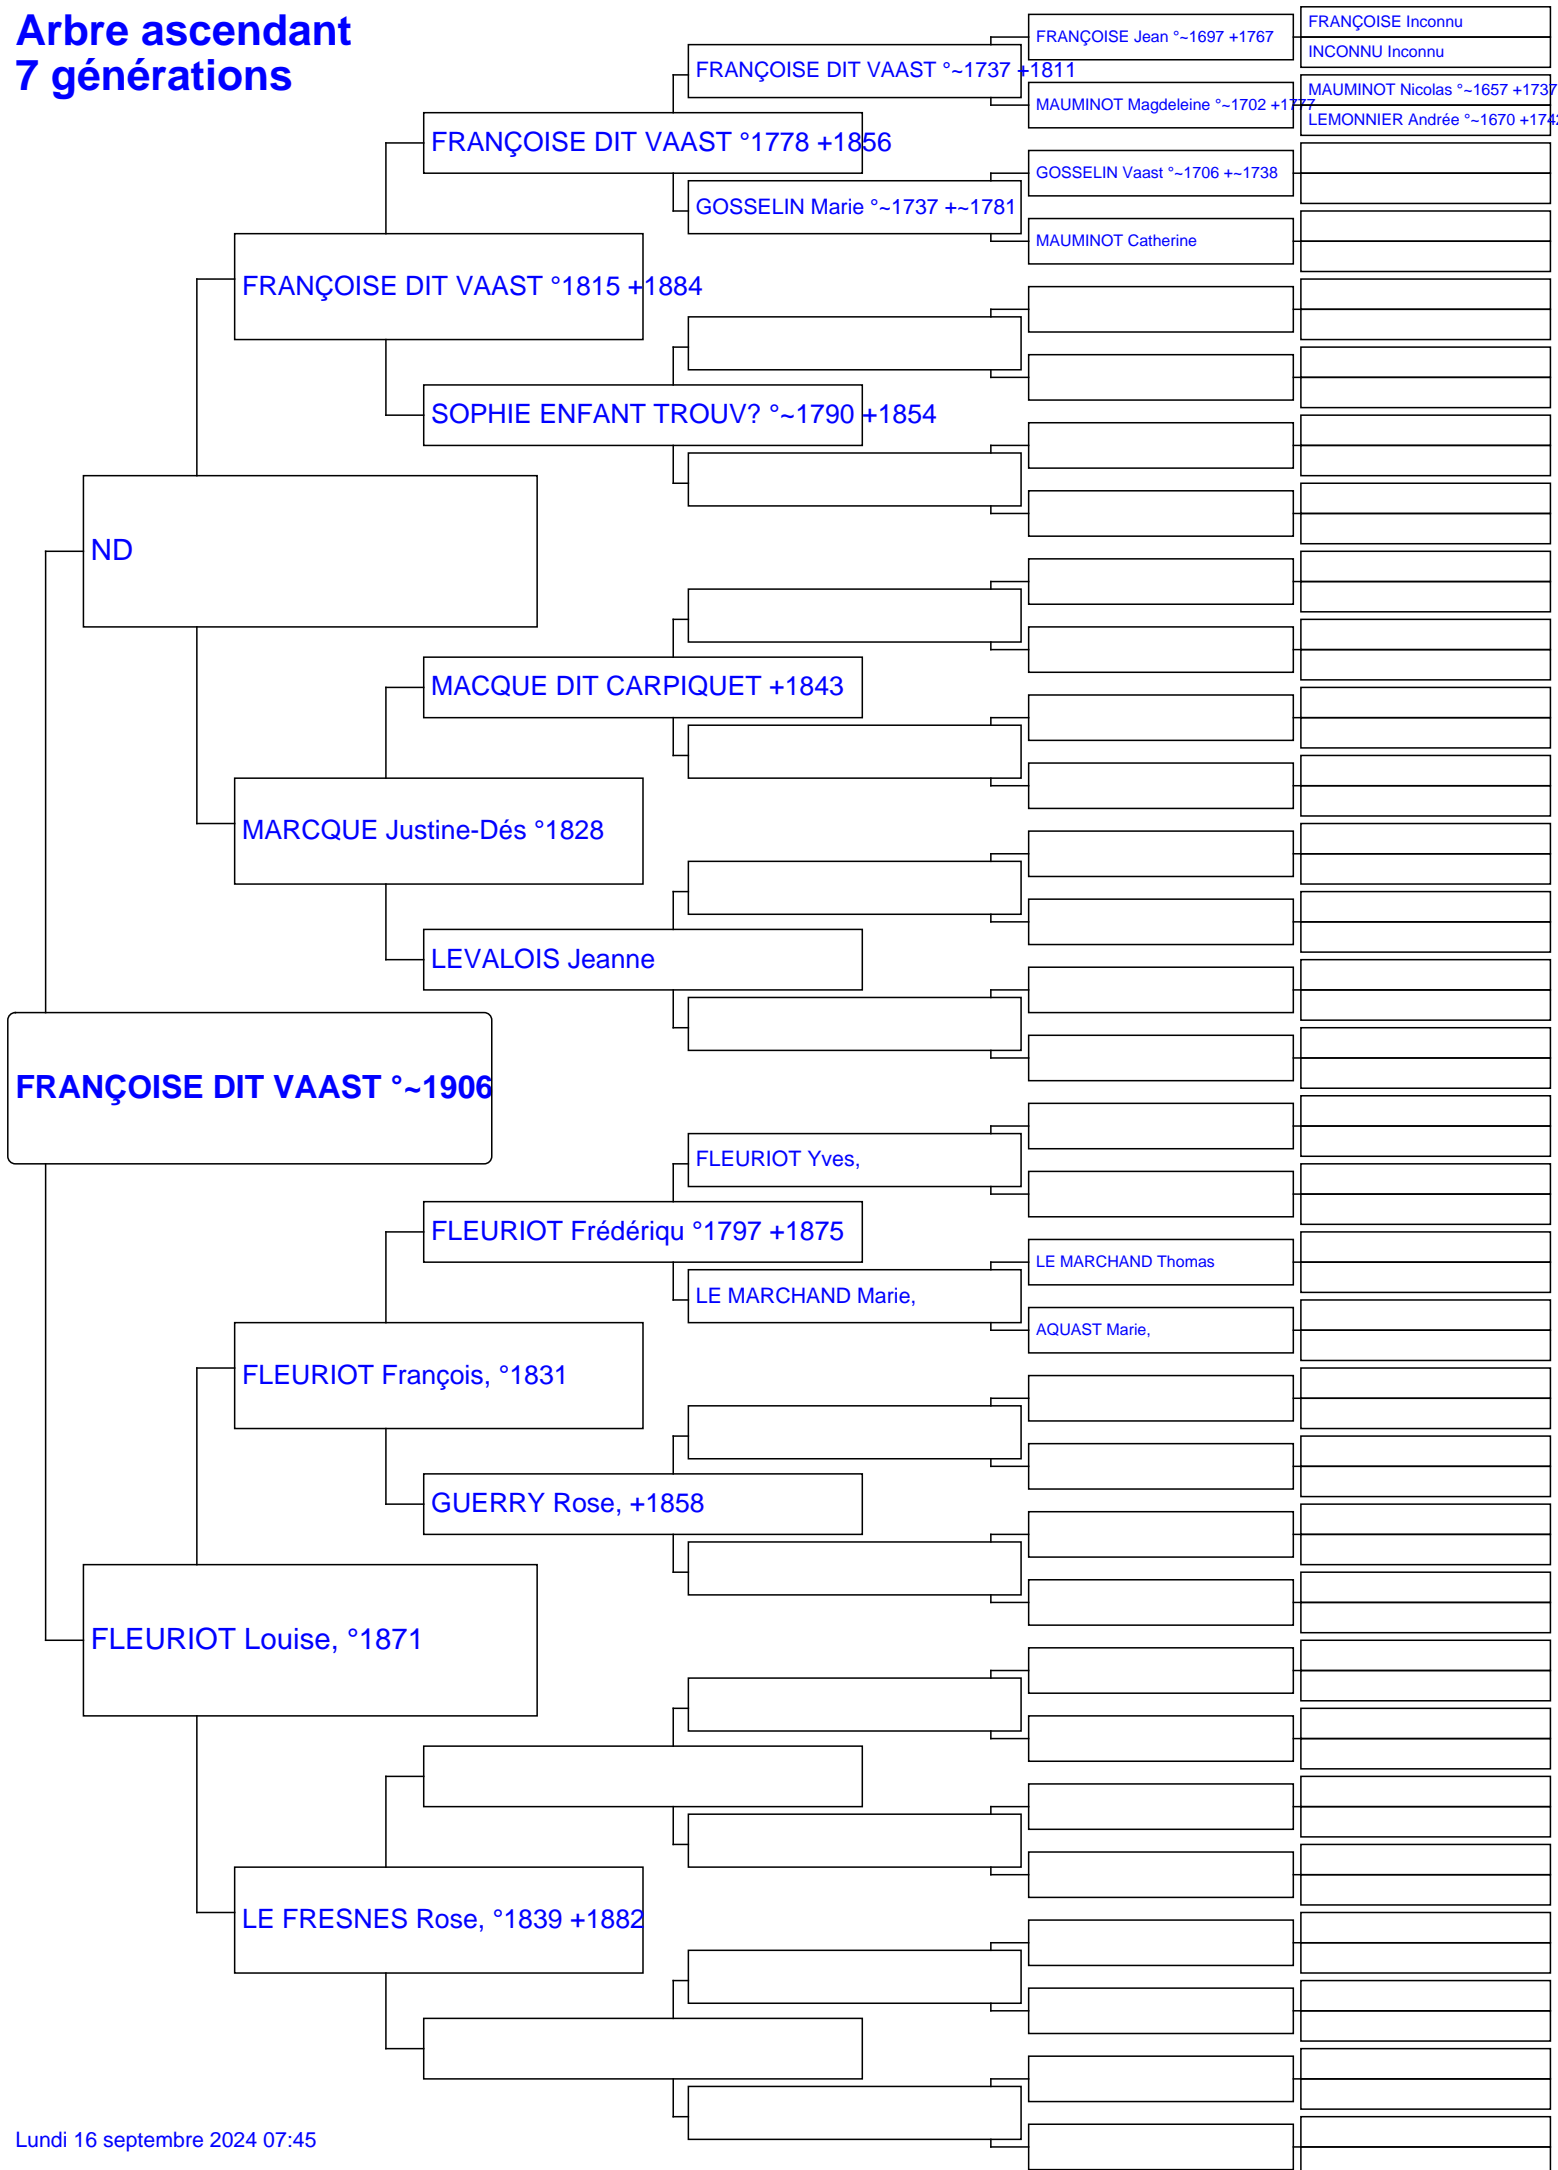 Arbre ascendant
7 générations
FRANÇOISE Jean °~1697 +1767
FRANÇOISE Inconnu
INCONNU Inconnu
FRANÇOISE DIT VAAST °~1737 +1811
MAUMINOT Magdeleine °~1702 +1777
MAUMINOT Nicolas °~1657 +1737
LEMONNIER Andrée °~1670 +1742
FRANÇOISE DIT VAAST °1778 +1856
GOSSELIN Vaast °~1706 +~1738
GOSSELIN Marie °~1737 +~1781
MAUMINOT Catherine
FRANÇOISE DIT VAAST °1815 +1884
SOPHIE ENFANT TROUV? °~1790 +1854
ND
MACQUE DIT CARPIQUET +1843
MARCQUE Justine-Dés °1828
LEVALOIS Jeanne
FRANÇOISE DIT VAAST °~1906
FLEURIOT Yves,
FLEURIOT Frédériqu °1797 +1875
LE MARCHAND Thomas
LE MARCHAND Marie,
AQUAST Marie,
FLEURIOT François, °1831
GUERRY Rose, +1858
FLEURIOT Louise, °1871
LE FRESNES Rose, °1839 +1882
Lundi 16 septembre 2024 07:45